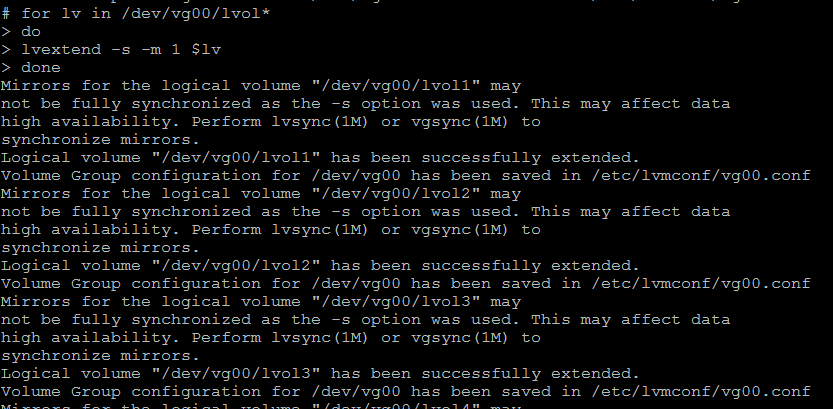 # for lv in /dev/vg00/lvol*
> do
> lvextend -s -m 1 $lv
> done
Mirrors for the logical volume "/dev/vg00/lvol1" may
not be fully synchronized as the -s option was used. This may affect data
high availability. Perform lvsync(1M) or vgsync(1M) to
synchronize mirrors.
Logical volume "/dev/vg00/lvol1" has been successfully extended.
Volume Group configuration for /dev/vg00 has been saved in /etc/lvmconf/vg00.conf
Mirrors for the logical volume "/dev/vg00/lvol2" may
not be fully synchronized as the -s option was used. This may affect data
high availability. Perform lvsync(1M) or vgsync(1M) to
synchronize mirrors.
Logical volume "/dev/vg00/lvol2" has been successfully extended.
Volume Group configuration for /dev/vg00 has been saved in /etc/lvmconf/vg00.conf
Mirrors for the logical volume "/dev/vg00/lvol3" may
not be fully synchronized as the -s option was used. This may affect data
high availability. Perform lvsync(1M) or vgsync(1M) to
synchronize mirrors.
Logical volume "/dev/vg00/lvol3" has been successfully extended.
Volume Group configuration for /dev/vg00 has been saved in /etc/lvmconf/vg00.conf
Mirrors for the logical volume "/dev/vg00/lvol4" may